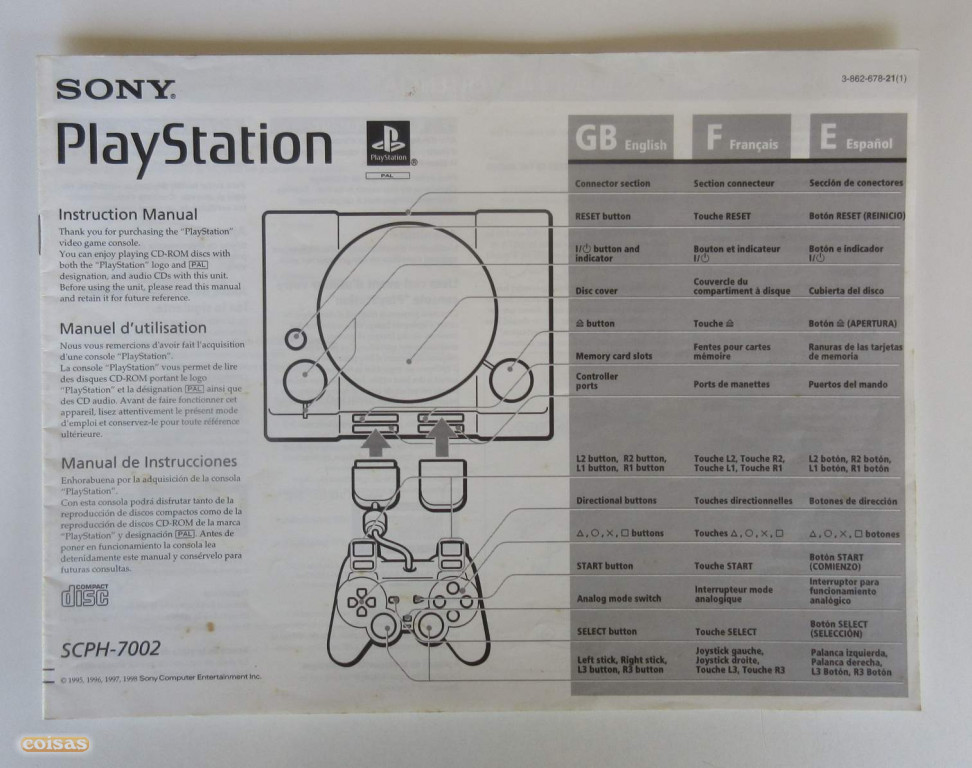 SONY®
3-862-678-21(1)
PlayStation
PlayStation ®
PAL
Instruction Manual
Thank you for purchasing the "PlayStation"
video game console.
You can enjoy playing CD-ROM discs with
both the "PlayStation" logo and PAL
designation, and audio CDs with this unit.
Before using the unit, please read this manual
and retain it for future reference.
Manuel d'utilisation
Nous vous remercions d'avoir fait l'acquisition
d'une console "PlayStation".
La console "PlayStation" vous permet de lire
des disques CD-ROM portant le logo
"PlayStation" et la désignation PAL ainsi que
des CD audio. Avant de faire fonctionner cet
appareil, lisez attentivement le présent mode
d'emploi et conservez-le pour toute référence
ultérieure.
Manual de Instrucciones
Enhorabuena por la adquisición de la consola
"PlayStation".
Con esta consola podrá disfrutar tanto de la
reproducción de discos compactos como de la
reproducción de discos CD-ROM de la marca
"PlayStation" y designación PAL. Antes de
poner en funcionamiento la consola lea
detenidamente este manual y consérvelo para
futuras consultas.
COMPACT
disc
SCPH-7002
© 1995, 1996, 1997, 1998 Sony Computer Entertainment Inc.
GB English
F Français
E Español
Connector section
Section connecteur
Sección de conectores
RESET button
Touche RESET
Botón RESET (REINICIO)
I/⏻ button and
indicator
Bouton et indicateur
I/⏻
Botón e indicador
I/⏻
Disc cover
Couvercle du
compartiment à disque
Cubierta del disco
⏏ button
Touche ⏏
Botón ⏏ (APERTURA)
Memory card slots
Fentes pour cartes
mémoire
Ranuras de las tarjetas
de memoria
Controller
ports
Ports de manettes
Puertos del mando
L2 button, R2 button,
L1 button, R1 button
Touche L2, Touche R2,
Touche L1, Touche R1
L2 botón, R2 botón,
L1 botón, R1 botón
Directional buttons
Touches directionnelles
Botones de dirección
△, ○, ×, □ buttons
Touches △, ○, ×, □
△, ○, ×, □ botones
START button
Touche START
Botón START
(COMIENZO)
Analog mode switch
Interrupteur mode
analogique
Interruptor para
funcionamiento
analógico
SELECT button
Touche SELECT
Botón SELECT
(SELECCIÓN)
Left stick, Right stick,
L3 button, R3 button
Joystick gauche,
Joystick droite,
Touche L3, Touche R3
Palanca izquierda,
Palanca derecha,
L3 Botón, R3 Botón
coisas